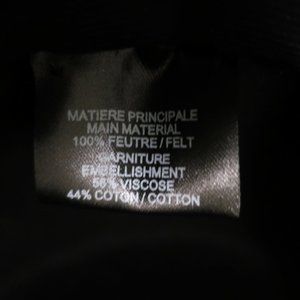 MATIERE PRINCIPALE
MAIN MATERIAL
100% FEUTRE / FELT
GARNITURE
EMBELLISHMENT
56% VISCOSE
44% COTON / COTTON